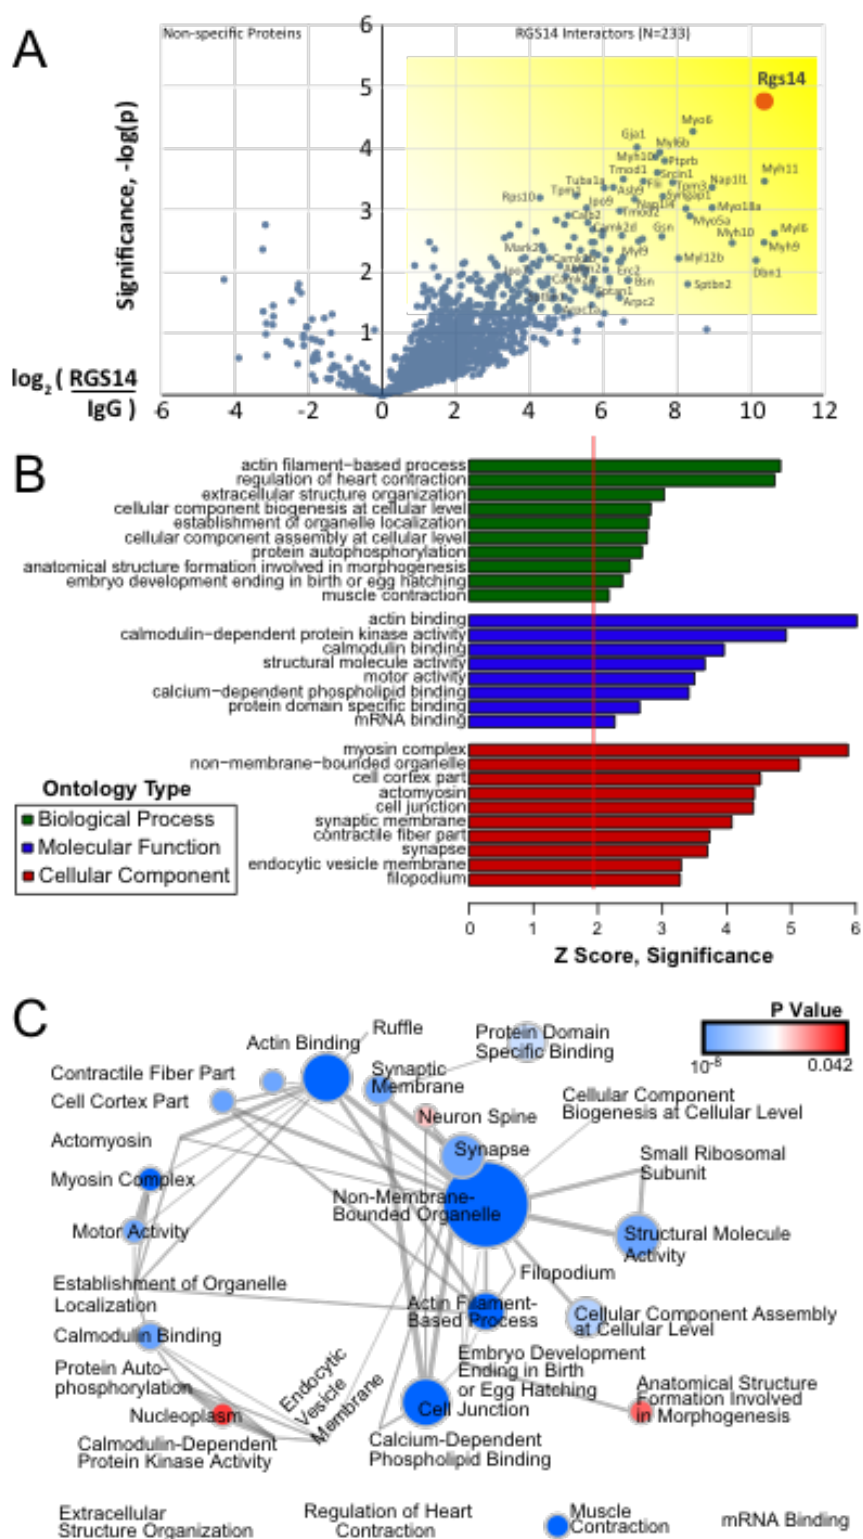 A
Non-specific Proteins
RGS14 Interactors (N=233)
Significance, -log(p)
6
5
4
3
2
1
Rgs14
Myo6
Gja1
Myl6b
Myh10
Ptprb
Tmod1
Srcin1
Myh11
Tuba1a
Flii
Tpm3
Nap1l1
Rps10
Tpm1
Syngap1
Ipo9
Nap1l4
Myo18a
Tmod2
Myo5a
Camk2d
Gsn
Myh10
Myl6
Mark2
Myl9
Myh9
Myl12b
Erc2
Dbn1
Bsn
Sptbn2
Sptan1
Arpc2
Arpc1a
log2 ( RGS14
IgG )
-6 -4 -2 0 2 4 6 8 10 12
B
actin filament-based process
regulation of heart contraction
extracellular structure organization
cellular component biogenesis at cellular level
establishment of organelle localization
cellular component assembly at cellular level
protein autophosphorylation
anatomical structure formation involved in morphogenesis
embryo development ending in birth or egg hatching
muscle contraction
actin binding
calmodulin-dependent protein kinase activity
calmodulin binding
structural molecule activity
motor activity
calcium-dependent phospholipid binding
protein domain specific binding
mRNA binding
myosin complex
non-membrane-bounded organelle
cell cortex part
actomyosin
cell junction
synaptic membrane
contractile fiber part
synapse
endocytic vesicle membrane
filopodium
Ontology Type
Biological Process
Molecular Function
Cellular Component
0 1 2 3 4 5 6
Z Score, Significance
C
P Value
10-8
0.042
Actin Binding
Ruffle
Protein Domain
Specific Binding
Contractile Fiber Part
Synaptic
Membrane
Cell Cortex Part
Neuron Spine
Cellular Component
Biogenesis at Cellular Level
Actomyosin
Synapse
Small Ribosomal
Subunit
Myosin Complex
Non-Membrane-
Bounded Organelle
Motor Activity
Structural Molecule
Activity
Filopodium
Establishment of Organelle
Localization
Actin Filament-
Based Process
Cellular Component Assembly
at Cellular Level
Calmodulin Binding
Embryo Development
Ending in Birth
or Egg Hatching
Protein Auto-
phosphorylation
Endocytic
Vesicle
Membrane
Anatomical Structure
Formation Involved
in Morphogenesis
Nucleoplasm
Cell Junction
Calmodulin-Dependent
Protein Kinase Activity
Calcium-Dependent
Phospholipid Binding
Extracellular
Structure Organization
Regulation of Heart
Contraction
Muscle
Contraction
mRNA Binding